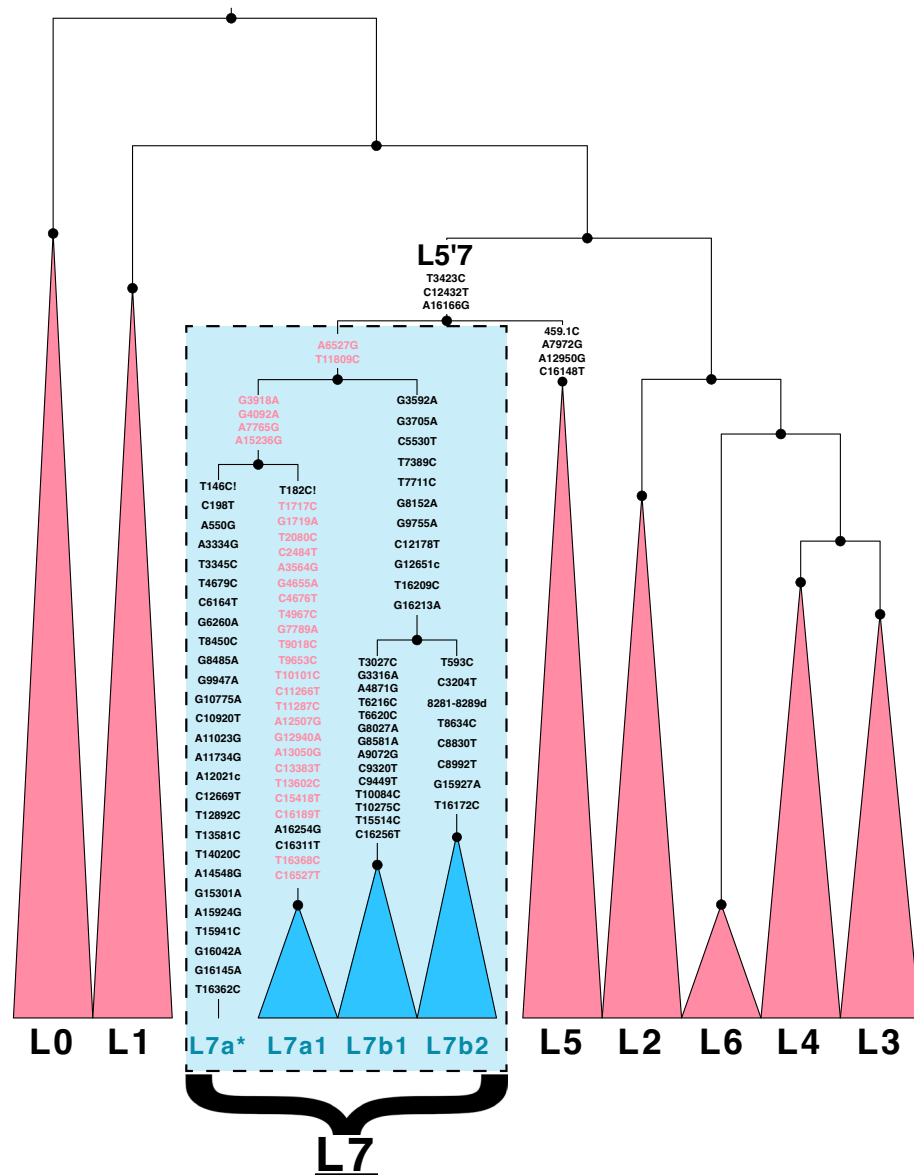 L5'7
T3423C
C12432T
A16166G
A6527G
T11809C
459.1C
A7972G
A12950G
C16148T
G3918A
G4092A
A7765G
A15236G
G3592A
G3705A
C5530T
T7389C
T7711C
G8152A
G9755A
C12178T
G12651c
T16209C
G16213A
T146C!
C198T
A550G
A3334G
T3345C
T4679C
C6164T
G6260A
T8450C
G8485A
G9947A
G10775A
C10920T
A11023G
A11734G
A12021c
C12669T
T12892C
T13581C
T14020C
A14548G
G15301A
A15924G
T15941C
G16042A
G16145A
T16362C
T182C!
T1717C
G1719A
T2080C
C2484T
A3564G
G4655A
C4676T
T4967C
G7789A
T9018C
T9653C
T10101C
C11266T
T11287C
A12507G
G12940A
A13050G
C13383T
T13602C
C15418T
C16189T
A16254G
C16311T
T16368C
C16527T
T3027C
G3316A
A4871G
T6216C
T6620C
G8027A
G8581A
A9072G
C9320T
C9449T
T10084C
T10275C
T15514C
C16256T
T593C
C3204T
8281-8289d
T8634C
C8830T
C8992T
G15927A
T16172C
L0 L1 L7a* L7a1 L7b1 L7b2 L5 L2 L6 L4 L3
L7